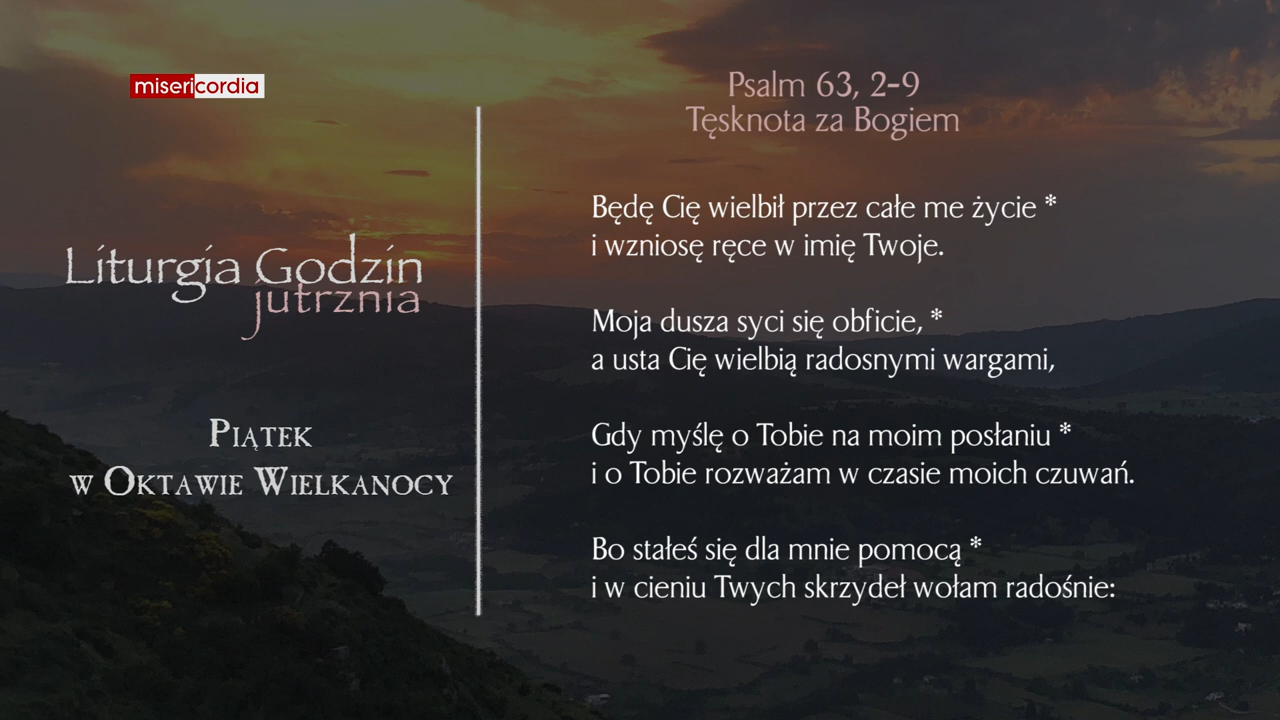 misericordia
Liturgia Godzin
jutrznia
Piątek
w Oktawie Wielkanocy
Psalm 63, 2-9
Tęsknota za Bogiem
Będę Cię wielbił przez całe me życie *
i wzniosę ręce w imię Twoje.
Moja dusza syci się obficie, *
a usta Cię wielbią radosnymi wargami,
Gdy myślę o Tobie na moim posłaniu *
i o Tobie rozważam w czasie moich czuwań.
Bo stałeś się dla mnie pomocą *
i w cieniu Twych skrzydeł wołam radośnie: